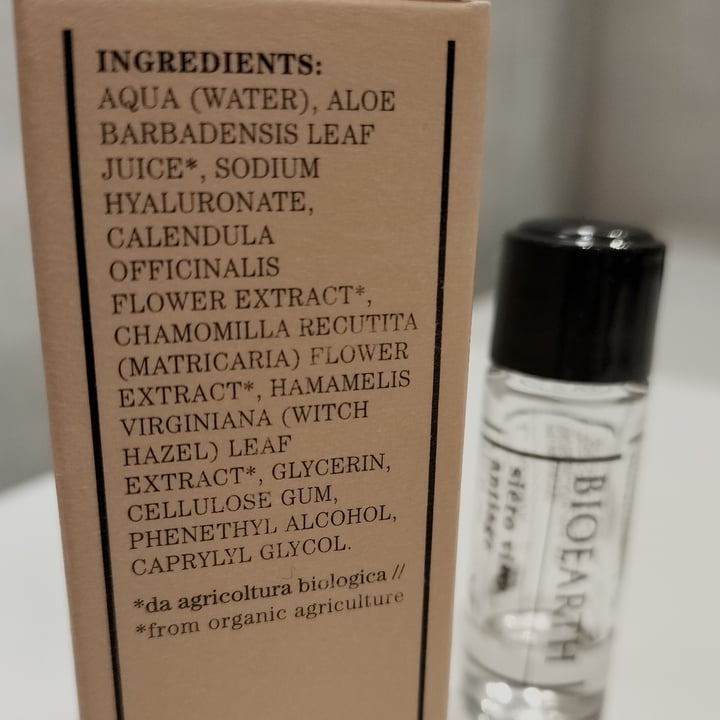 INGREDIENTS:
AQUA (WATER), ALOE
BARBADENSIS LEAF
JUICE*, SODIUM
HYALURONATE,
CALENDULA
OFFICINALIS
FLOWER EXTRACT*,
CHAMOMILLA RECUTITA
(MATRICARIA) FLOWER
EXTRACT*, HAMAMELIS
VIRGINIANA (WITCH
HAZEL) LEAF
EXTRACT*, GLYCERIN,
CELLULOSE GUM,
PHENETHYL ALCOHOL,
CAPRYLYL GLYCOL.
*da agricoltura biologica //
*from organic agriculture
BIOEARTH
siero viso